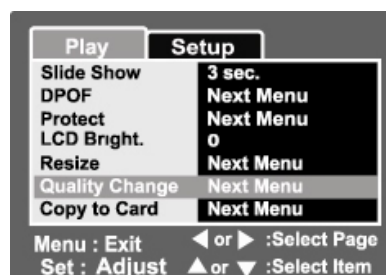 Play Setup
Slide Show 3 sec.
DPOF Next Menu
Protect Next Menu
LCD Bright. 0
Resize Next Menu
Quality Change Next Menu
Copy to Card Next Menu
Menu : Exit ◀ or ▶ :Select Page
Set : Adjust ▲ or ▼ :Select Item